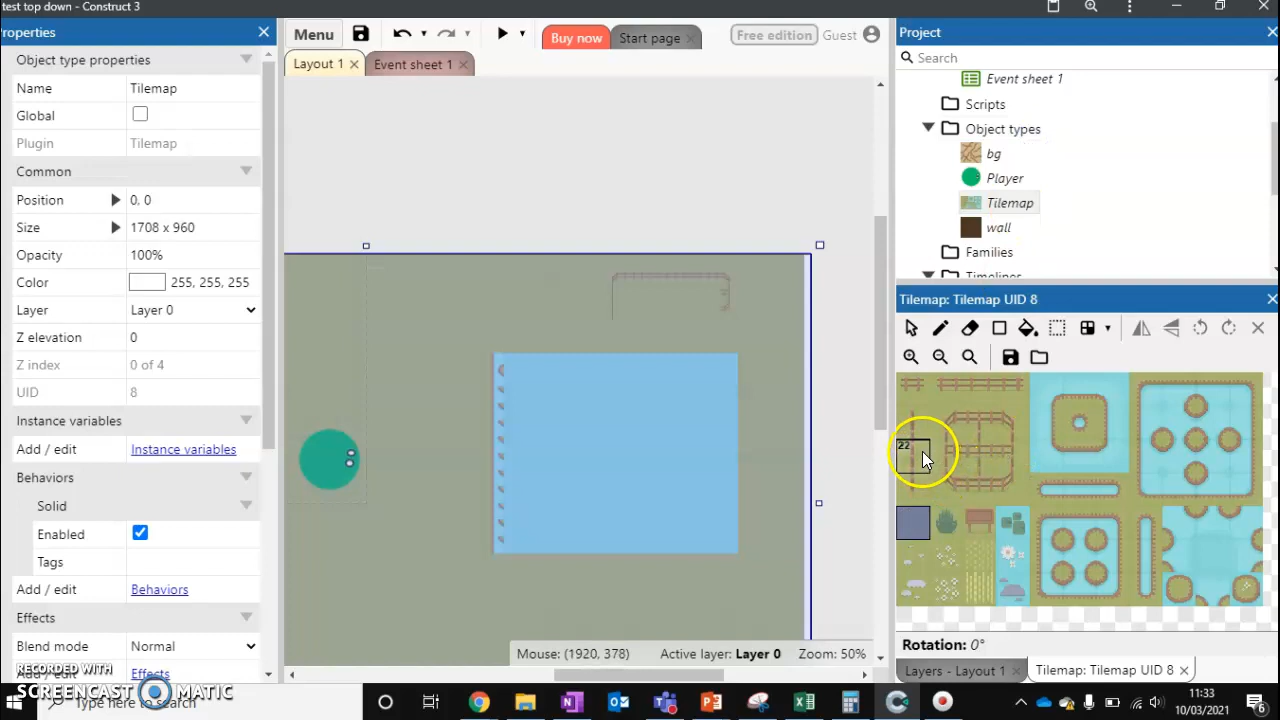 test top down - Construct 3
Properties
Object type properties
Name Tilemap
Global
Plugin Tilemap
Common
Position 0, 0
Size 1708 x 960
Opacity 100%
Color 255, 255, 255
Layer Layer 0
Z elevation 0
Z index 0 of 4
UID 8
Instance variables
Add / edit Instance variables
Behaviors
Solid
Enabled
Tags
Add / edit Behaviors
Effects
Blend mode Normal
Add / edit Effects
RECORDED WITH
SCREENCAST MATIC
Type here to search
Menu
Buy now
Start page
Free edition
Guest
Layout 1
Event sheet 1
Mouse: (1920, 378)
Active layer: Layer 0
Zoom: 50%
Project
Search
Event sheet 1
Scripts
Object types
bg
Player
Tilemap
wall
Families
Timelines
Tilemap: Tilemap UID 8
22
Rotation: 0°
Layers - Layout 1
Tilemap: Tilemap UID 8
11:33
10/03/2021
6